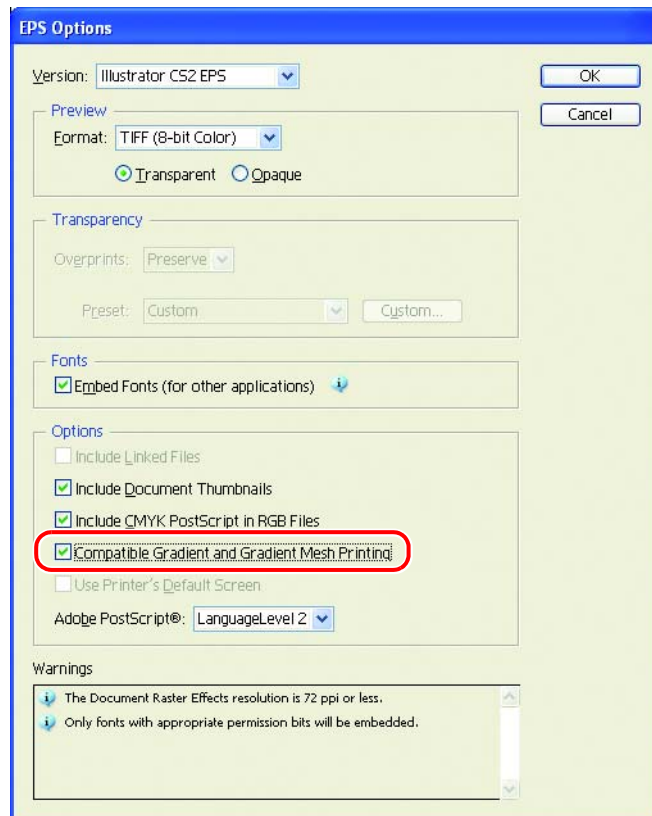 EPS Options
Version: Illustrator CS2 EPS
OK
Cancel
Preview
Format: TIFF (8-bit Color)
Transparent Opaque
Transparency
Overprints: Preserve
Preset: Custom Custom...
Fonts
Embed Fonts (for other applications)
Options
Include Linked Files
Include Document Thumbnails
Include CMYK PostScript in RGB Files
Compatible Gradient and Gradient Mesh Printing
Use Printer's Default Screen
Adobe PostScript®: LanguageLevel 2
Warnings
The Document Raster Effects resolution is 72 ppi or less.
Only fonts with appropriate permission bits will be embedded.